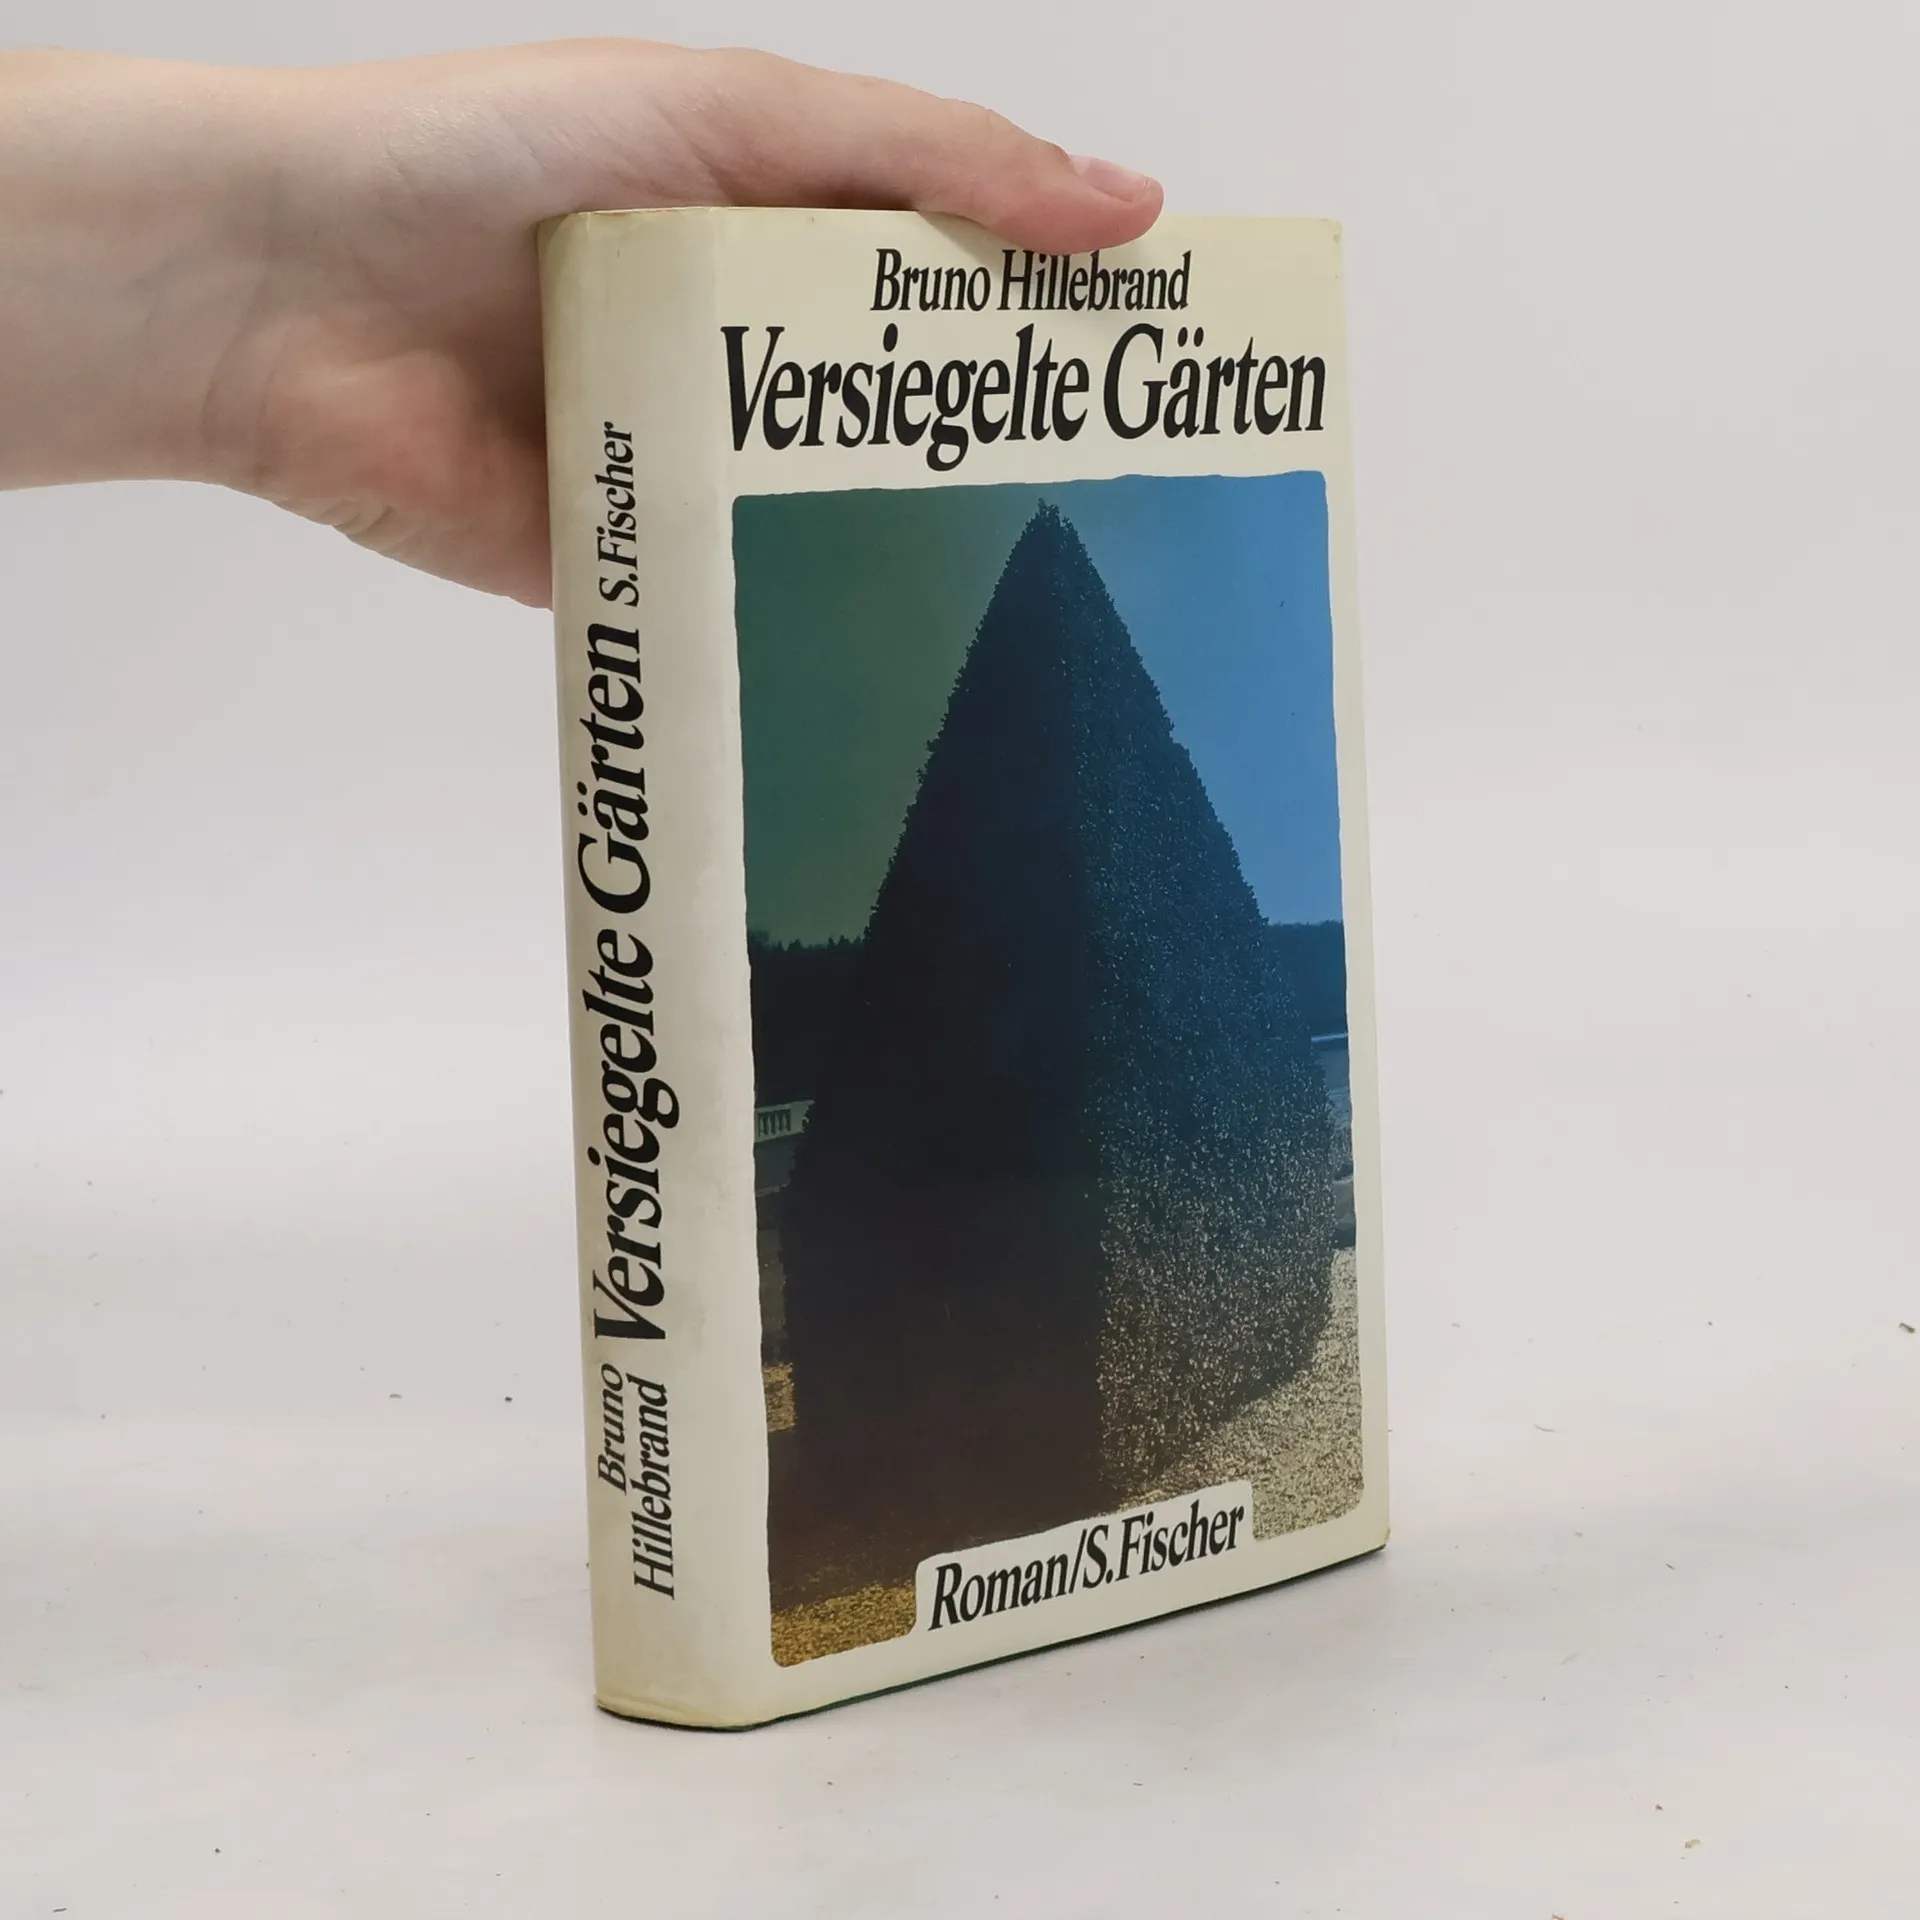 Bruno Hillebrand
Versiegelte Gärten
Roman/S.Fischer
Bruno
Hillebrand
Versiegelte Gärten
S.Fischer